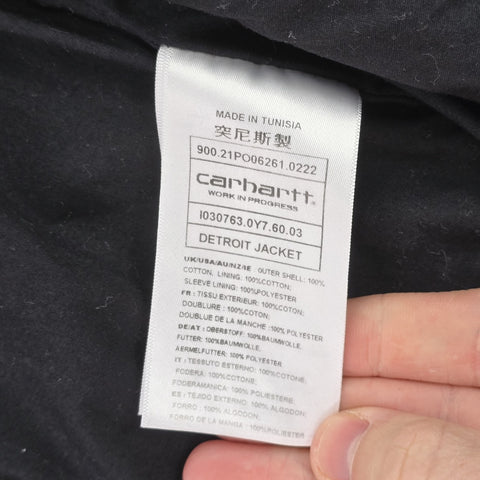 MADE IN TUNISIA
突尼斯製
900.21PO06261.0222
carhartt
WORK IN PROGRESS
I030763.0Y7.60.03
DETROIT JACKET
UK/USA/AU/NZ/IE OUTER SHELL: 100%
COTTON, LINING: 100%COTTON;
SLEEVE LINING: 100%POLYESTER
FR : TISSU EXTERIEUR: 100%COTON;
DOUBLURE : 100%COTON;
DOUBLE DE LA MANCHE : 100%POLYESTER
DE/AT : OBERSTOFF: 100%BAUMWOLLE,
FUTTER: 100%BAUMWOLLE,
AERMELFUTTER: 100% POLYESTER
IT : TESSUTO ESTERNO: 100%COTONE,
FODERA: 100%COTONE;
FODERAMANICA : 100% POLIESTERE
ES : TEJIDO EXTERNO: 100% ALGODON;
FORRO : 100% ALGODON;
FORRO DE LA MANGA : 100%POLIESTER